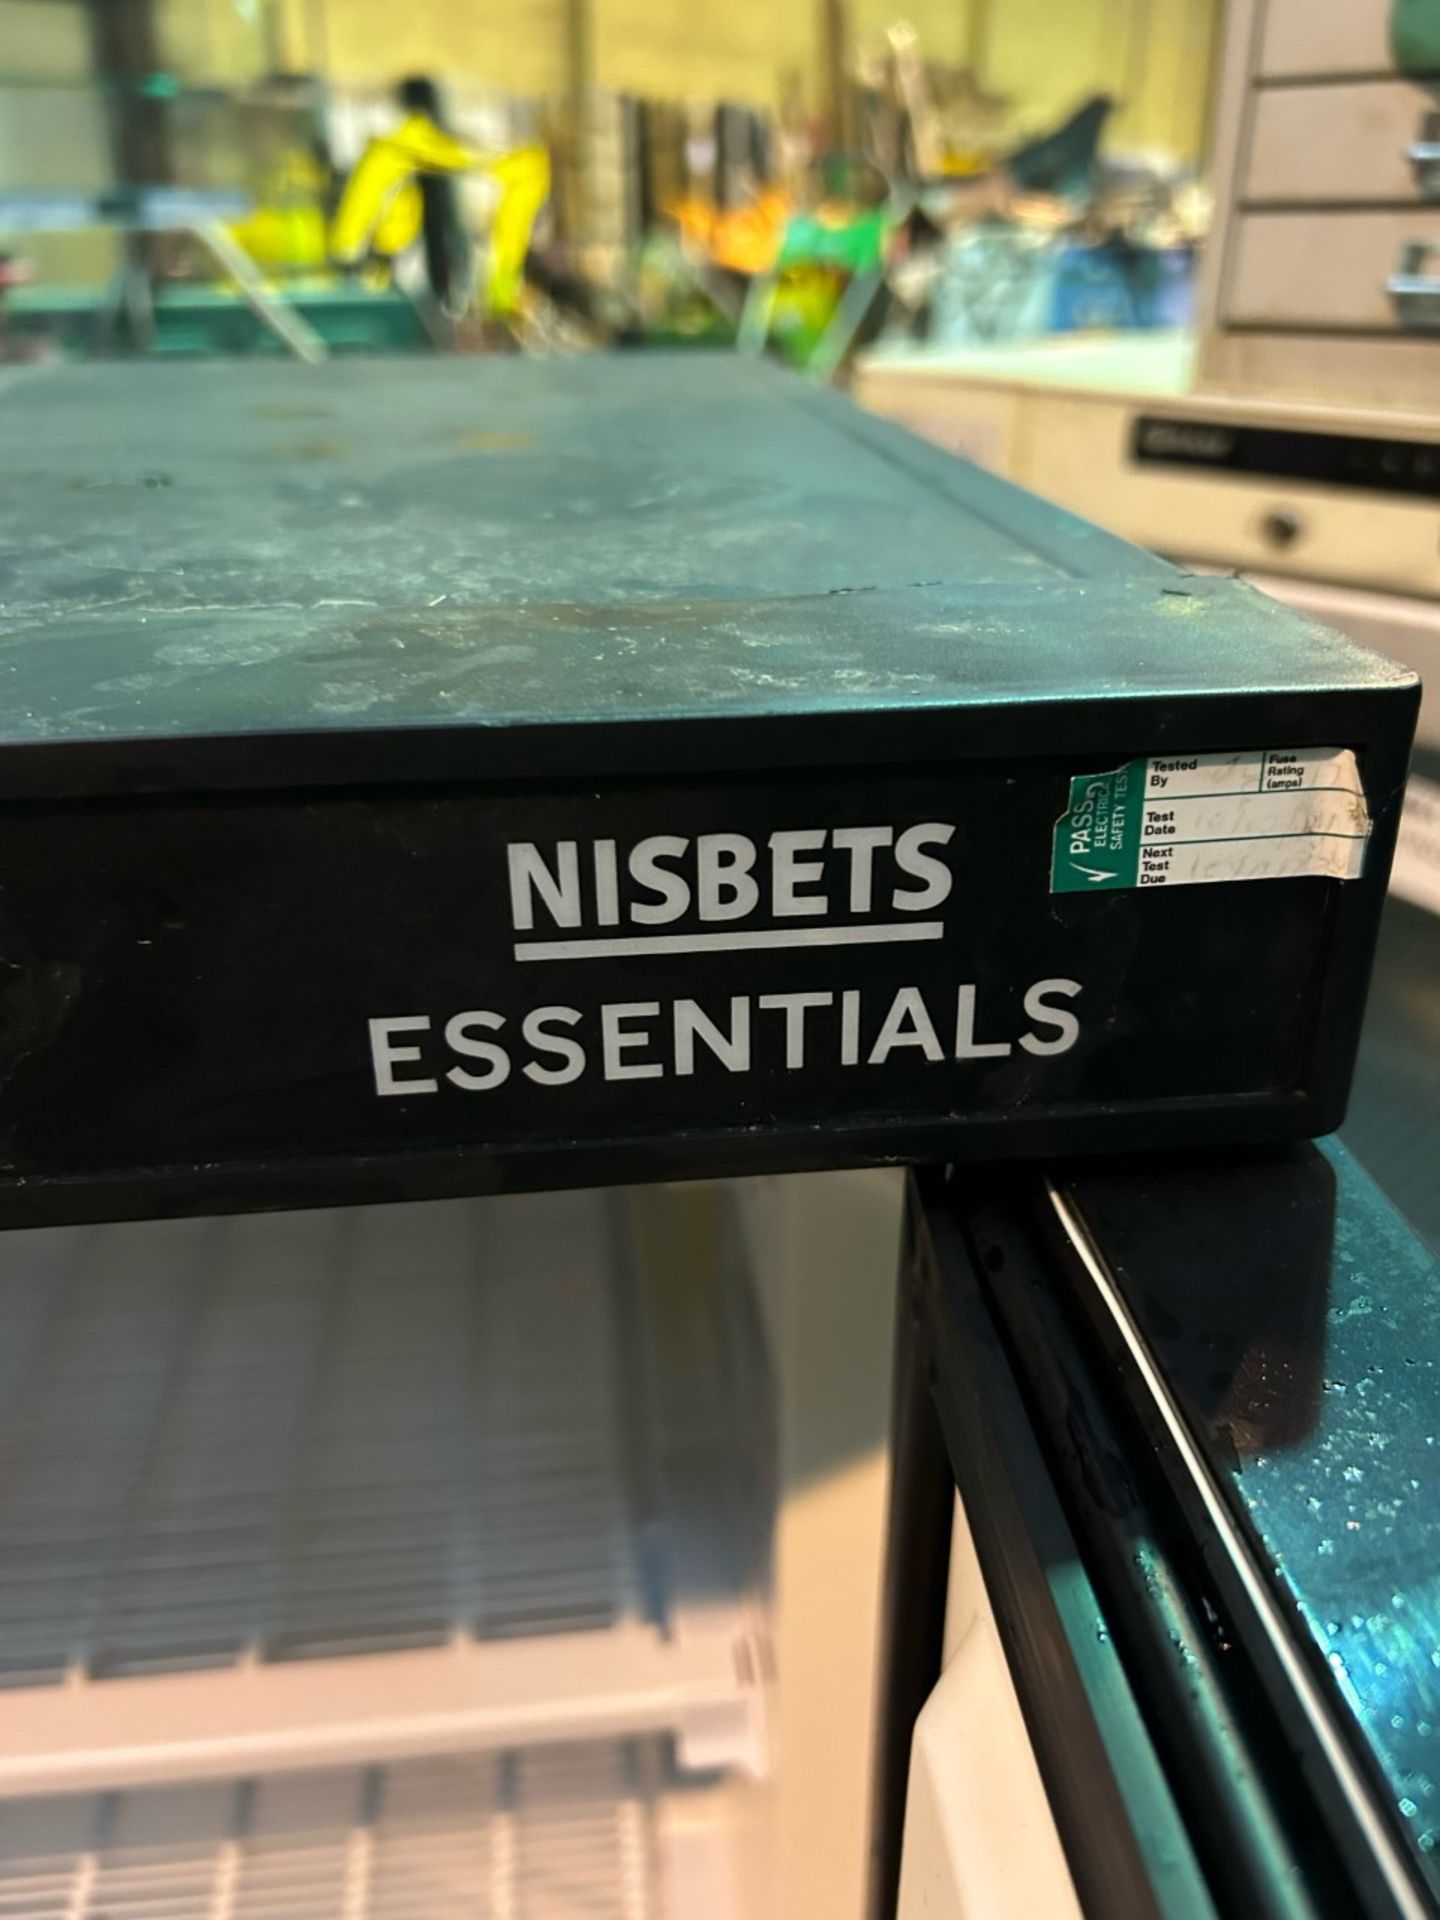 NISBETS
ESSENTIALS
PASS
ELECTRICAL
SAFETY TEST
Tested
By
Fuse
Rating
(amps)
Test
Date
Next
Test
Due